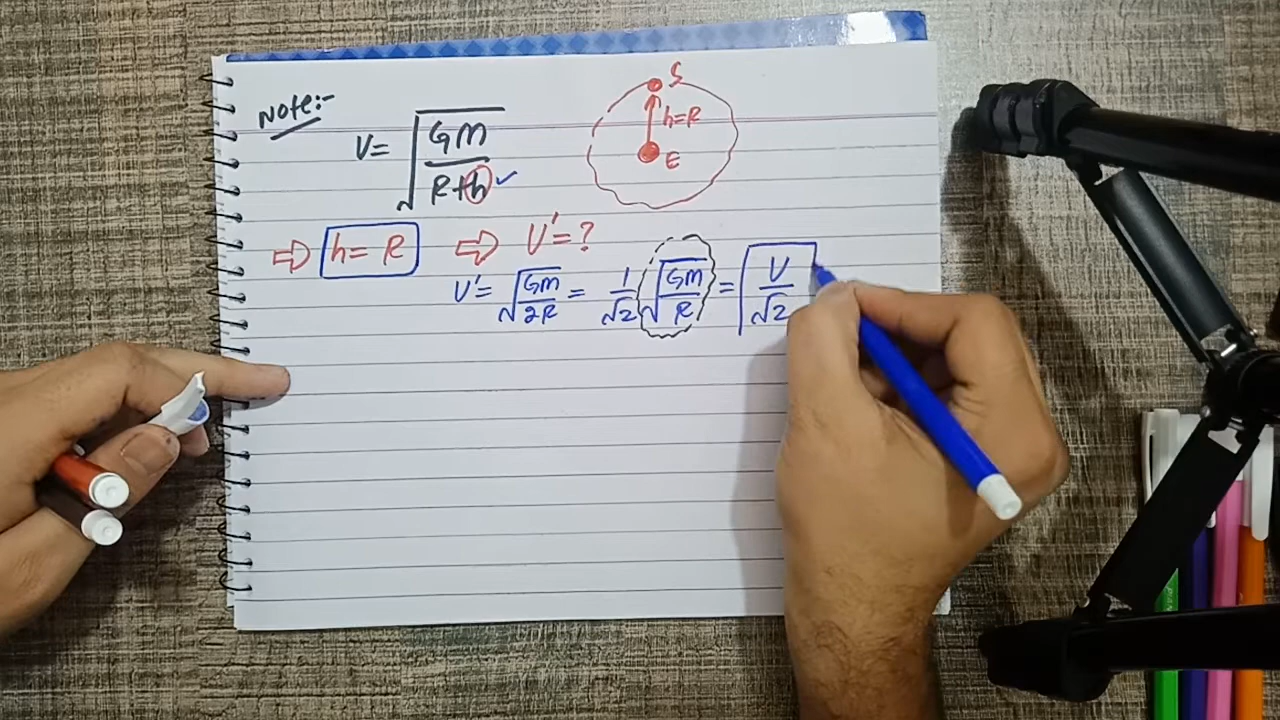 Note:-
V = √(GM/(R+h)) ✓
S
h=R
E
⇨ h = R ⇨ V' = ?
V' = √(GM/2R) = 1/√2 √(GM/R) = V/√2